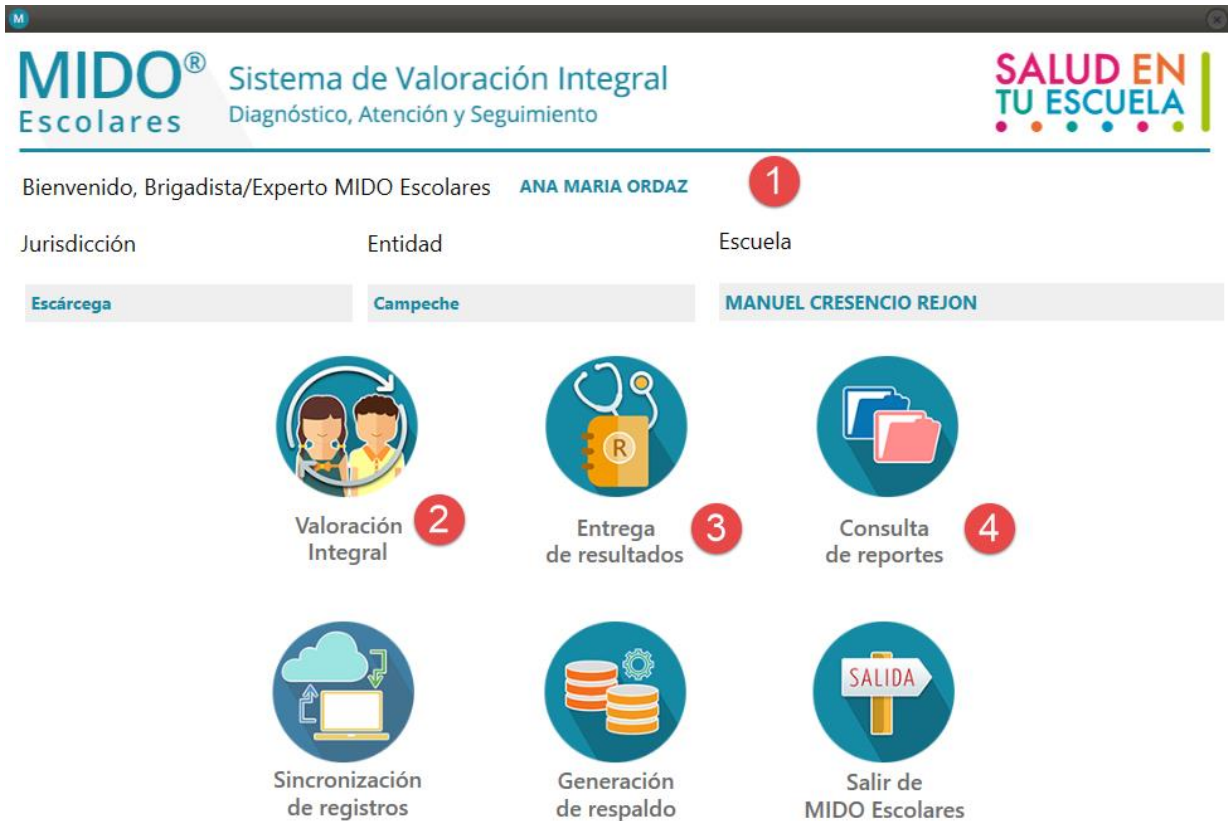 M
MIDO®
Escolares
Sistema de Valoración Integral
Diagnóstico, Atención y Seguimiento
SALUD EN
TU ESCUELA
Bienvenido, Brigadista/Experto MIDO Escolares ANA MARIA ORDAZ 1
Jurisdicción Entidad Escuela
Escárcega Campeche MANUEL CRESENCIO REJON
R
Valoración
Integral
2
Entrega
de resultados
3
Consulta
de reportes
4
SALIDA
Sincronización
de registros
Generación
de respaldo
Salir de
MIDO Escolares